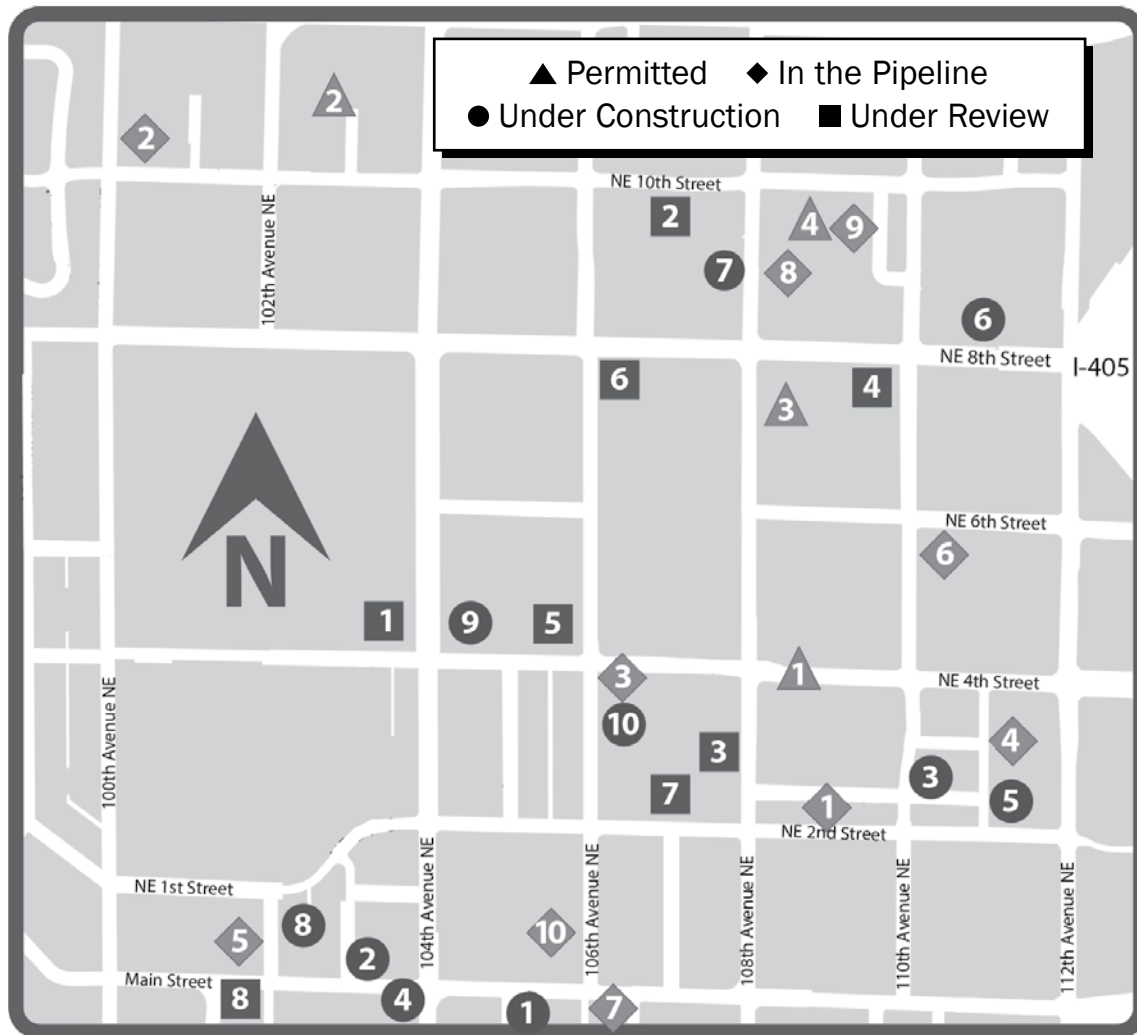 ▲ Permitted ◆ In the Pipeline
● Under Construction ■ Under Review
2
2
NE 10th Street
2
4
9
102th Avenue NE
7
8
6
NE 8th Street
I-405
6
4
3
NE 6th Street
6
N
1
9
5
3
1
NE 4th Street
10
4
3
100th Avenue NE
3
7
5
1
NE 2nd Street
NE 1st Street
104th Avenue NE
106th Avenue NE
108th Avenue NE
110th Avenue NE
112th Avenue NE
8
5
10
2
Main Street
8
4
1
7